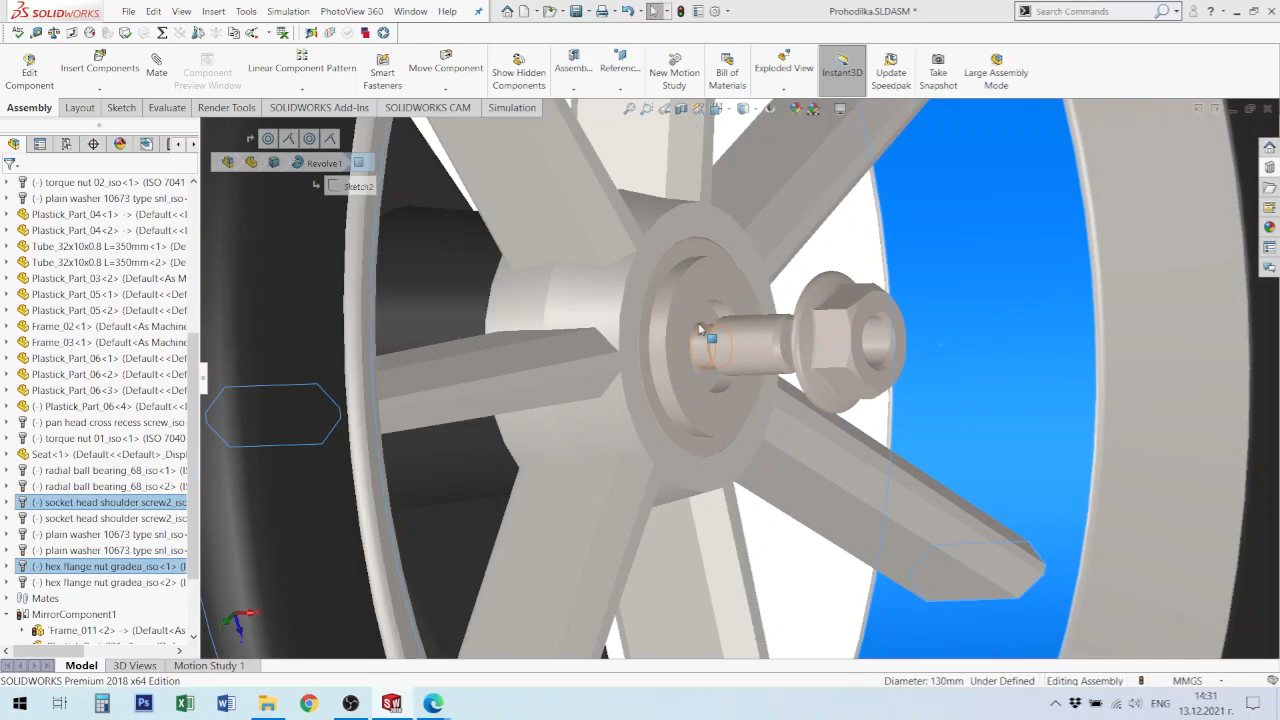 SOLIDWORKS
File Edit View Insert Tools Simulation PhotoView 360 Window Help
Prohodilka.SLDASM *
Search Commands
Edit Component
Insert Components
Mate
Component Preview Window
Linear Component Pattern
Smart Fasteners
Move Component
Show Hidden Components
Assemb...
Referenc...
New Motion Study
Bill of Materials
Exploded View
Instant3D
Update Speedpak
Take Snapshot
Large Assembly Mode
Assembly Layout Sketch Evaluate Render Tools SOLIDWORKS Add-Ins SOLIDWORKS CAM Simulation
Revolve1
Sketch2
(-) torque nut 02_iso<1> (ISO 7041
(-) plain washer 10673 type snl_iso
Plastick_Part_04<1> -> (Default<<
Plastick_Part_04<2> -> (Default<<
Tube_32x10x0.8 L=350mm<1> (De
Tube_32x10x0.8 L=350mm<2> (De
Plastick_Part_03<2> (Default<As M
Plastick_Part_05<1> (Default<<De
Plastick_Part_05<2> (Default<<De
Frame_02<1> (Default<As Machine
Frame_03<1> (Default<As Machine
Plastick_Part_06<1> (Default<<De
Plastick_Part_06<2> (Default<<De
Plastick_Part_06<3> (Default<<De
(-) Plastick_Part_06<4> (Default<<
(-) pan head cross recess screw_iso
(-) torque nut 01_iso<1> (ISO 7040
Seat<1> (Default<<Default>_Displ
(-) radial ball bearing_68_iso<1> (IS
(-) radial ball bearing_68_iso<2> (IS
(-) socket head shoulder screw2_iso
(-) socket head shoulder screw2_iso
(-) plain washer 10673 type snl_iso
(-) plain washer 10673 type snl_iso
(-) hex flange nut gradea_iso<1> (I
(-) hex flange nut gradea_iso<2> (I
Mates
MirrorComponent1
Frame_011<2> -> (Default<As
Model 3D Views Motion Study 1
SOLIDWORKS Premium 2018 x64 Edition
Diameter: 130mm Under Defined Editing Assembly MMGS
ENG
14:31
13.12.2021 г.